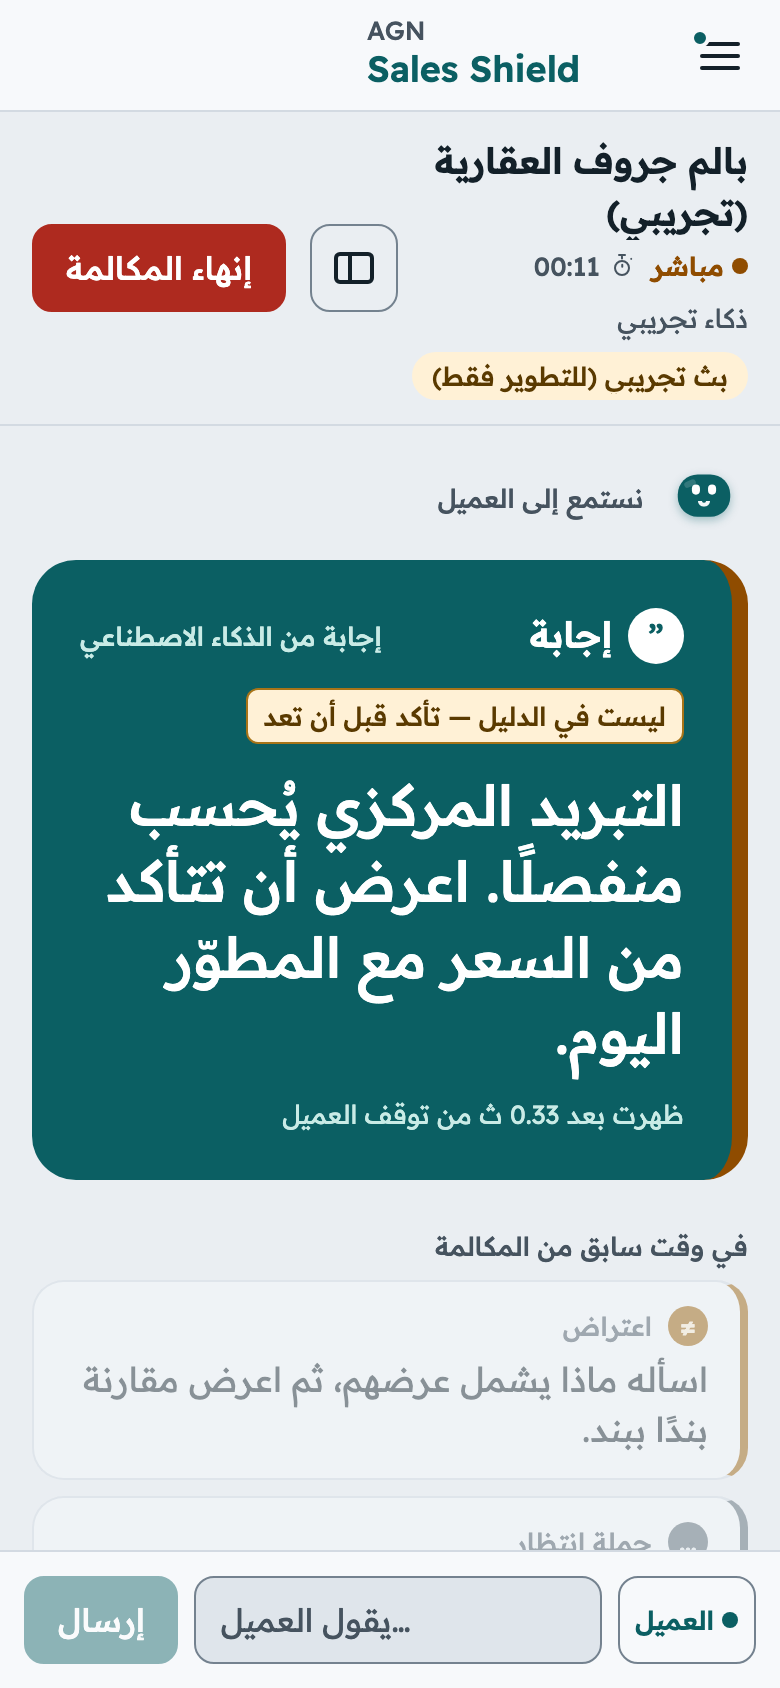 AGN
Sales Shield
بالم جروف العقارية
(تجريبي)
مباشر 00:11
ذكاء تجريبي
بث تجريبي (للتطوير فقط)
إنهاء المكالمة
نستمع إلى العميل
إجابة
إجابة من الذكاء الاصطناعي
ليست في الدليل — تأكد قبل أن تعد
التبريد المركزي يُحسب
منفصلًا. اعرض أن تتأكد
من السعر مع المطوّر
اليوم.
ظهرت بعد 0.33 ث من توقف العميل
في وقت سابق من المكالمة
اعتراض
اسأله ماذا يشمل عرضهم، ثم اعرض مقارنة
بندًا ببند.
جملة انتظار
العميل
يقول العميل...
إرسال